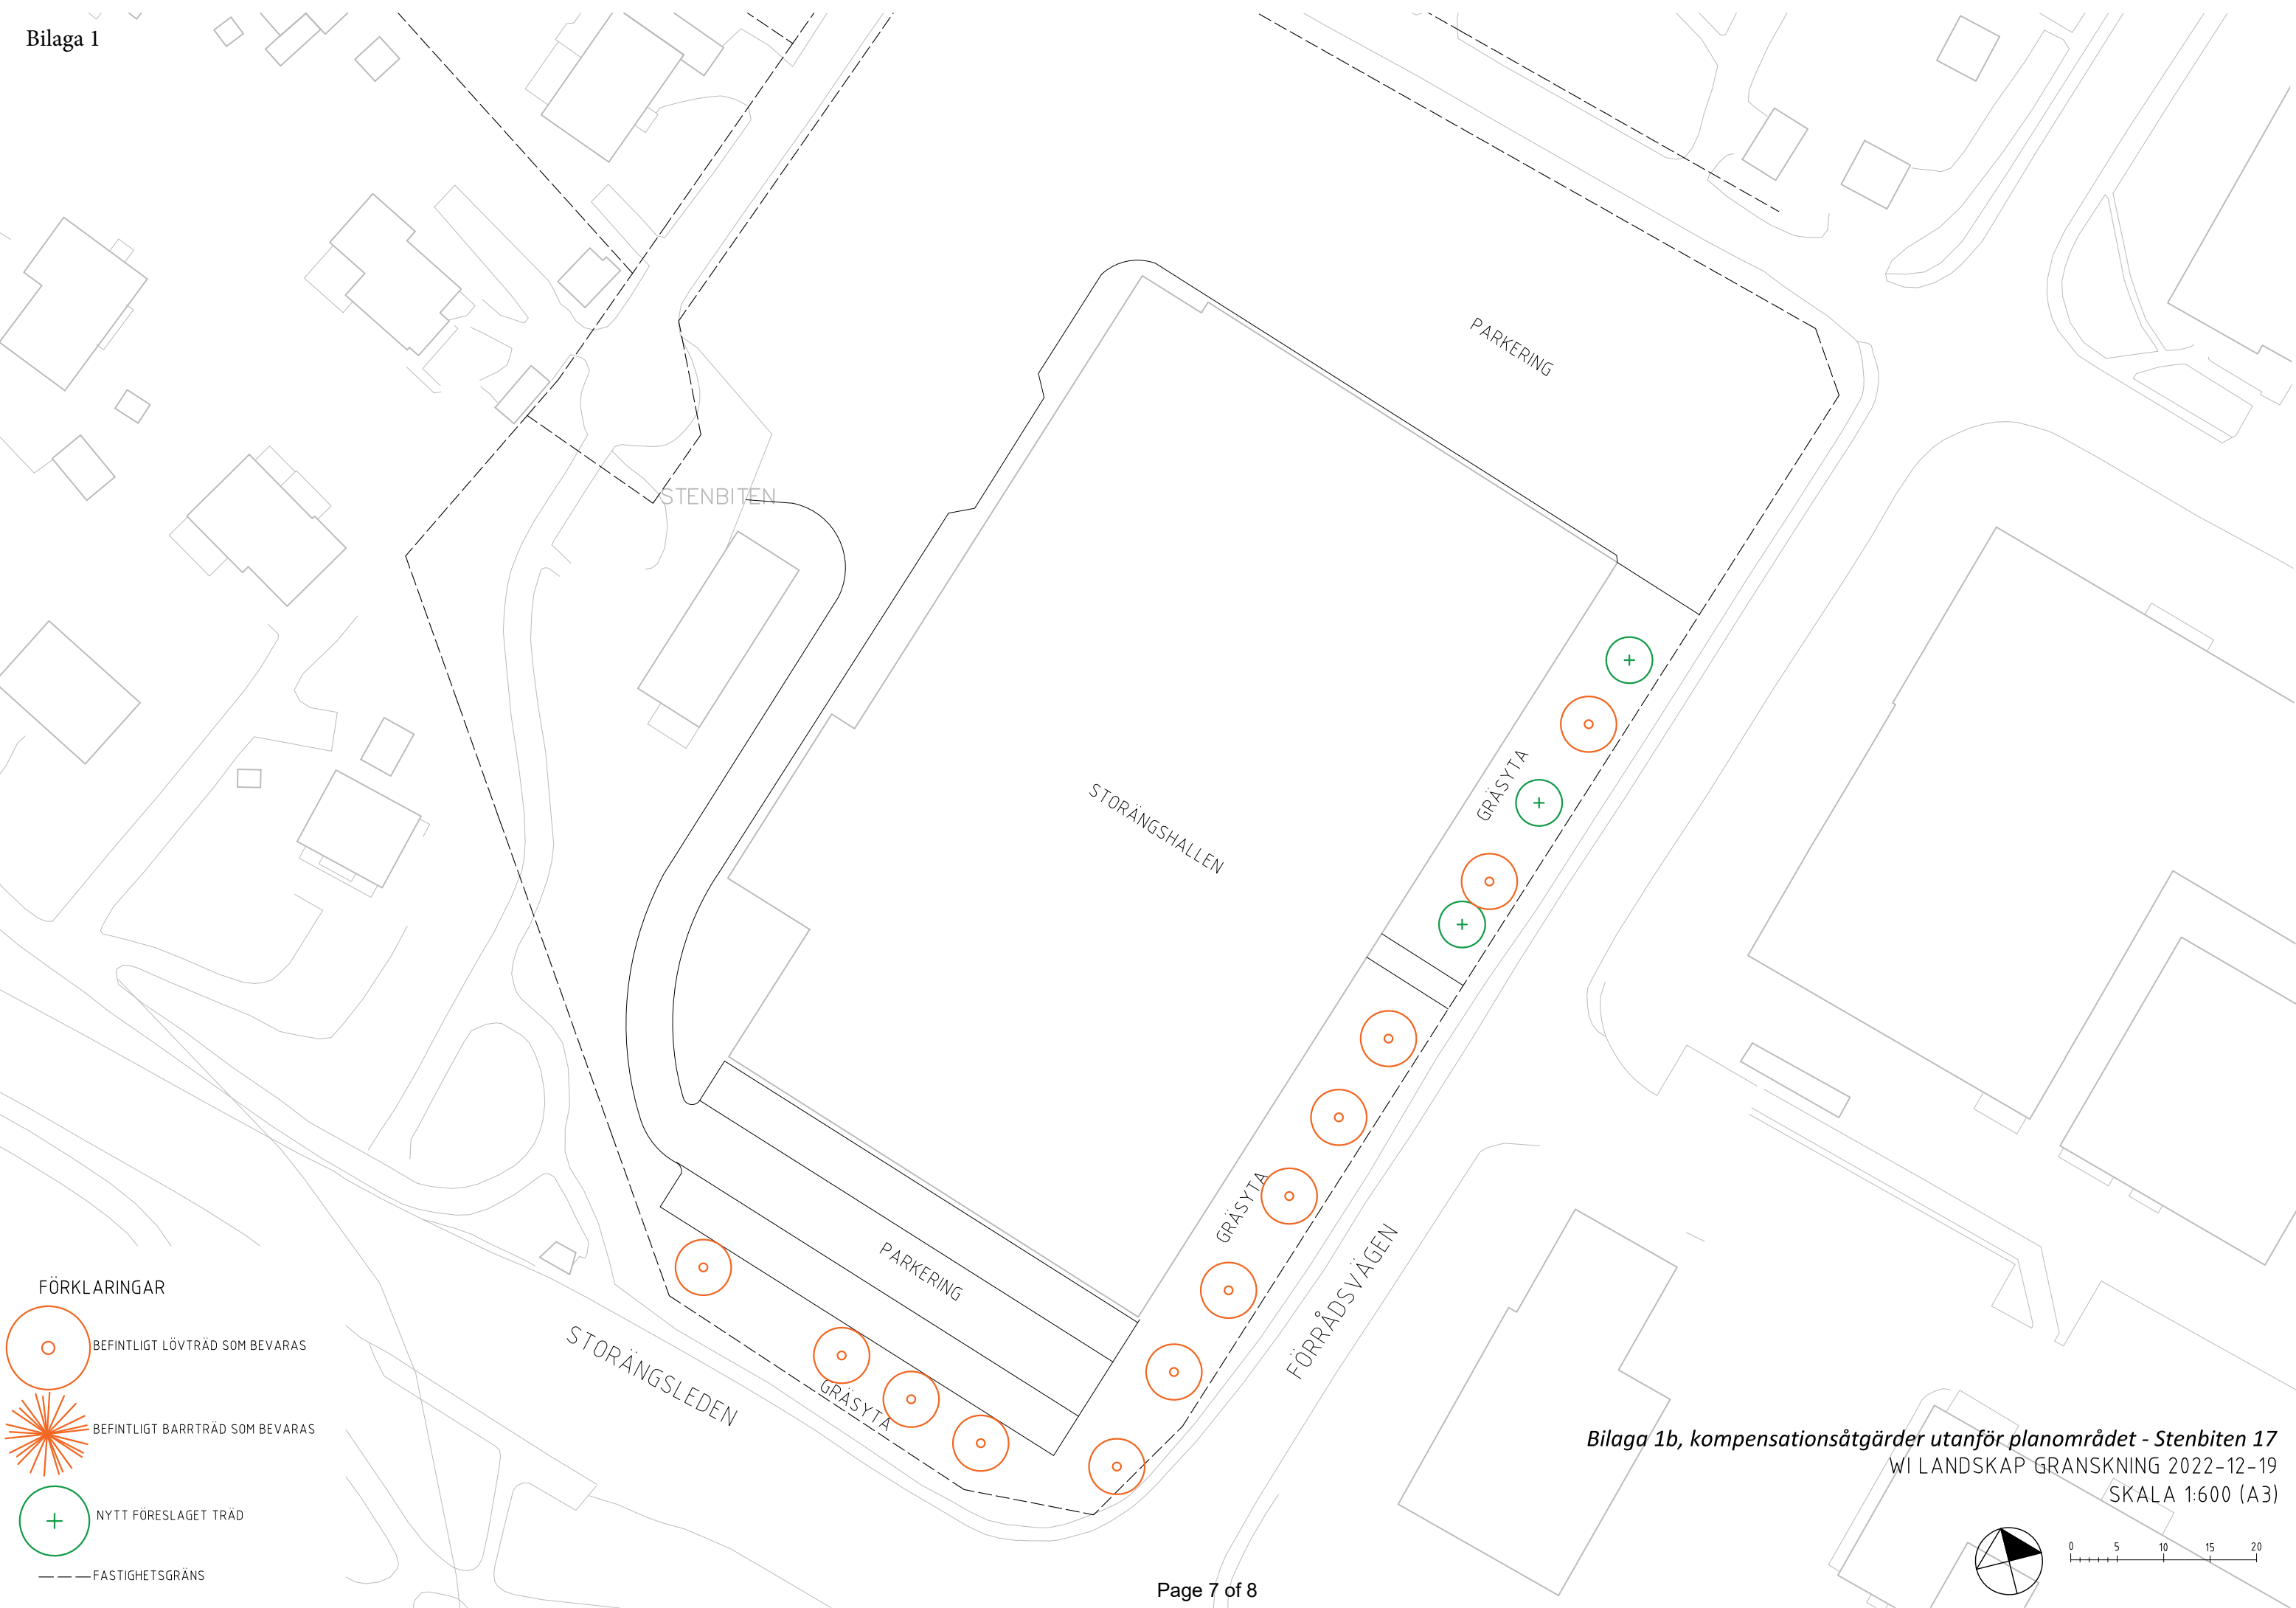 Bilaga 1
PARKERING
STENBITEN
GRÄSYTA
STORÄNGSHALLEN
GRÄSYTA
PARKERING
FÖRRÅDSVÄGEN
GRÄSYTA
STORÄNGSLEDEN
FÖRKLARINGAR
BEFINTLIGT LÖVTRÄD SOM BEVARAS
BEFINTLIGT BARRTRÄD SOM BEVARAS
NYTT FÖRESLAGET TRÄD
FASTIGHETSGRÄNS
Bilaga 1b, kompensationsåtgärder utanför planområdet - Stenbiten 17
WI LANDSKAP GRANSKNING 2022-12-19
SKALA 1:600 (A3)
0 5 10 15 20
Page 7 of 8